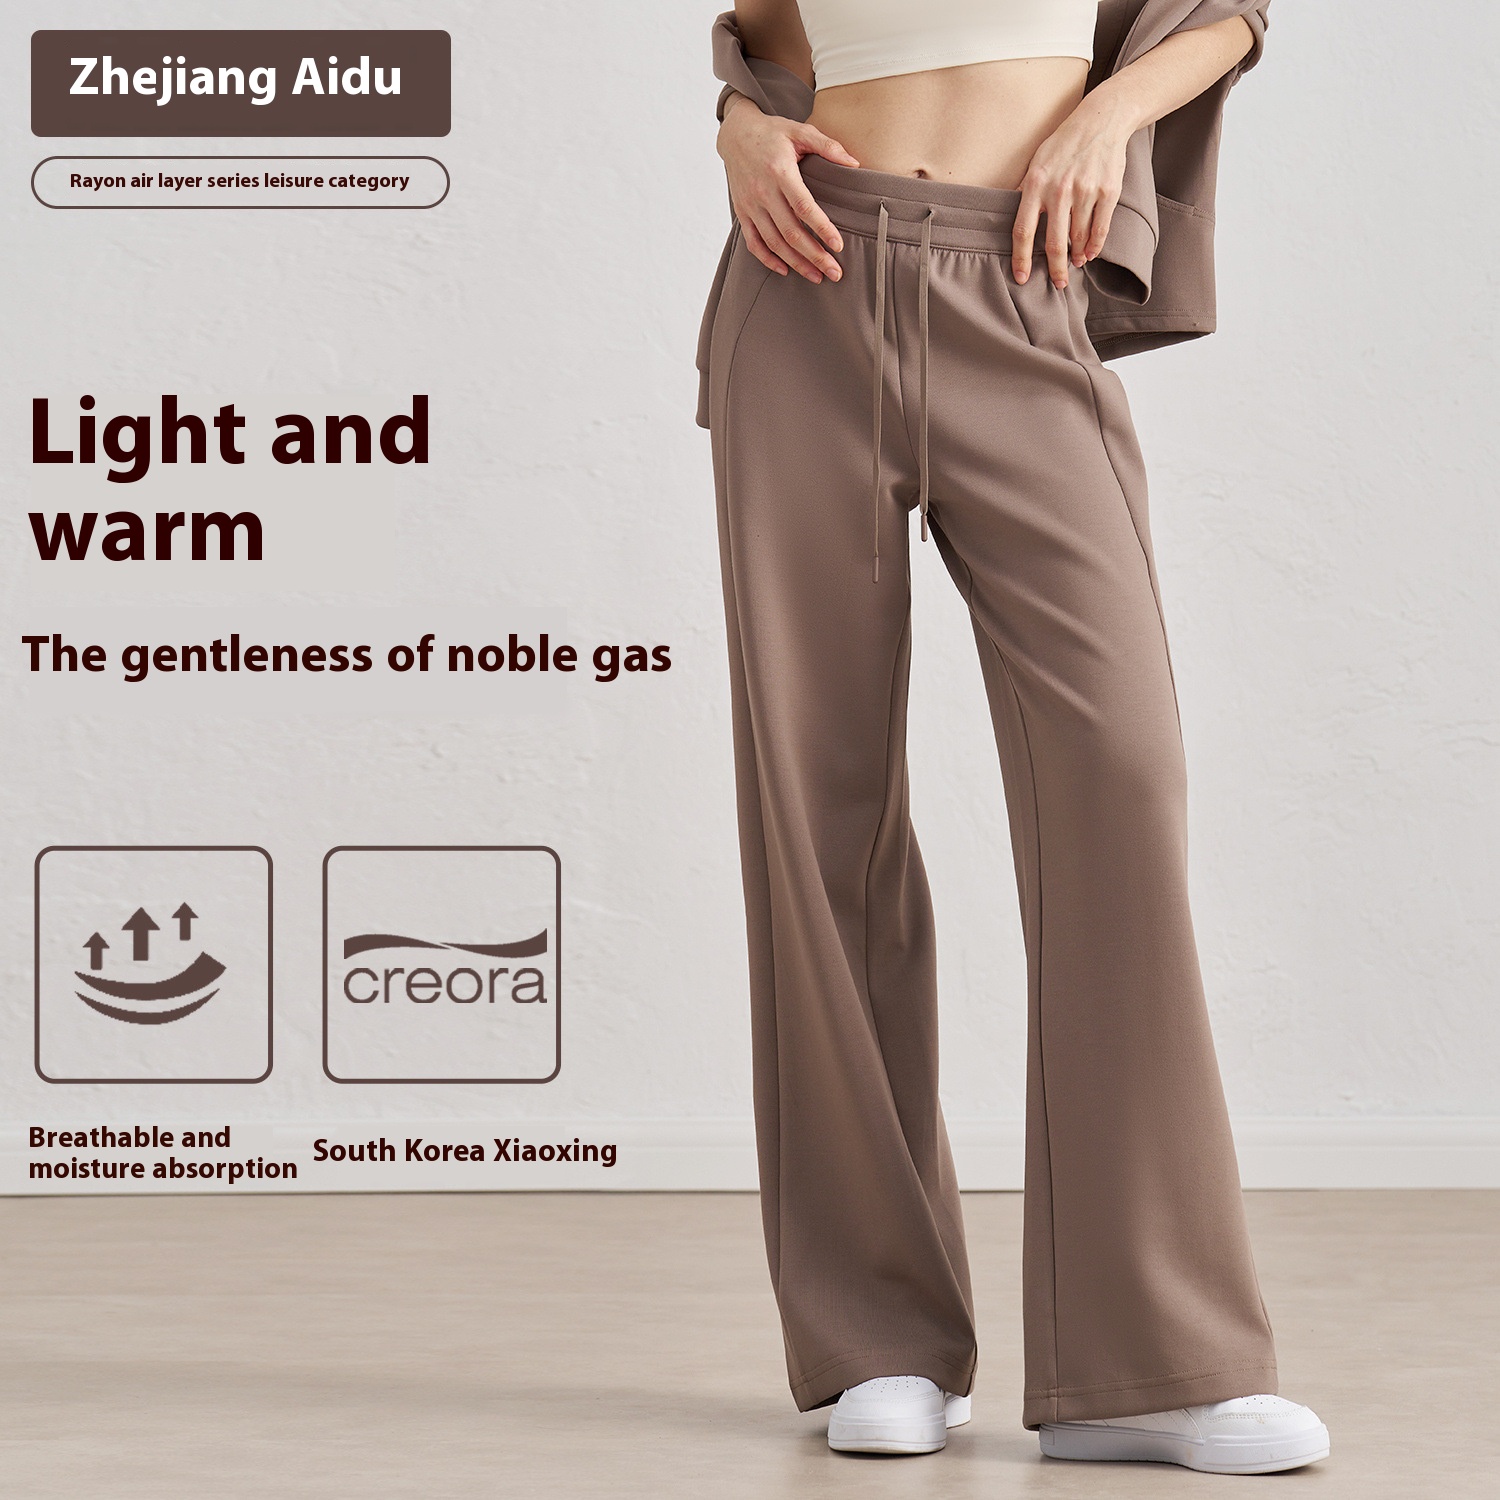 Zhejiang Aidu
Rayon air layer series leisure category
Light and
warm
The gentleness of noble gas
creora
Breathable and
moisture absorption
South Korea Xiaoxing